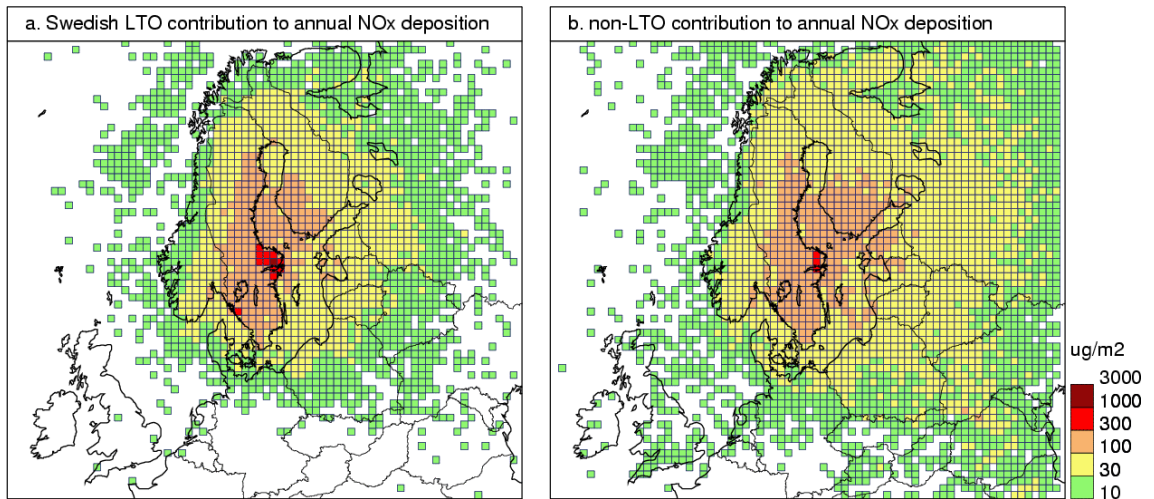 a. Swedish LTO contribution to annual NOx deposition
b. non-LTO contribution to annual NOx deposition
ug/m2
3000
1000
300
100
30
10